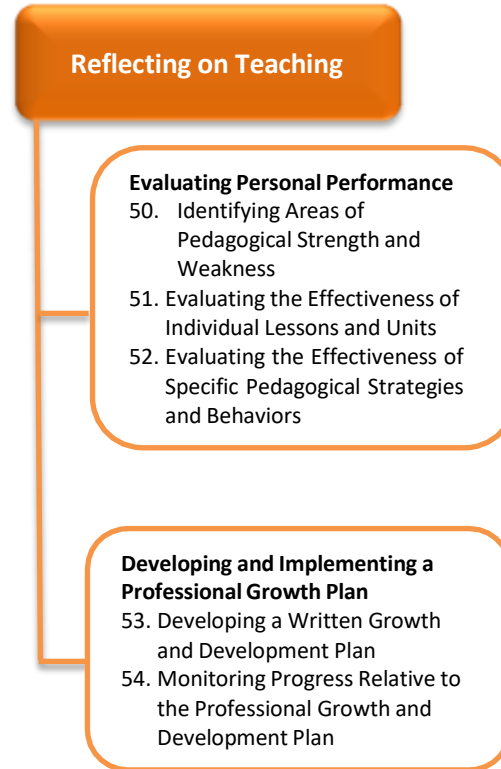 Reflecting on Teaching
Evaluating Personal Performance
50. Identifying Areas of
Pedagogical Strength and
Weakness
51. Evaluating the Effectiveness of
Individual Lessons and Units
52. Evaluating the Effectiveness of
Specific Pedagogical Strategies
and Behaviors
Developing and Implementing a
Professional Growth Plan
53. Developing a Written Growth
and Development Plan
54. Monitoring Progress Relative to
the Professional Growth and
Development Plan